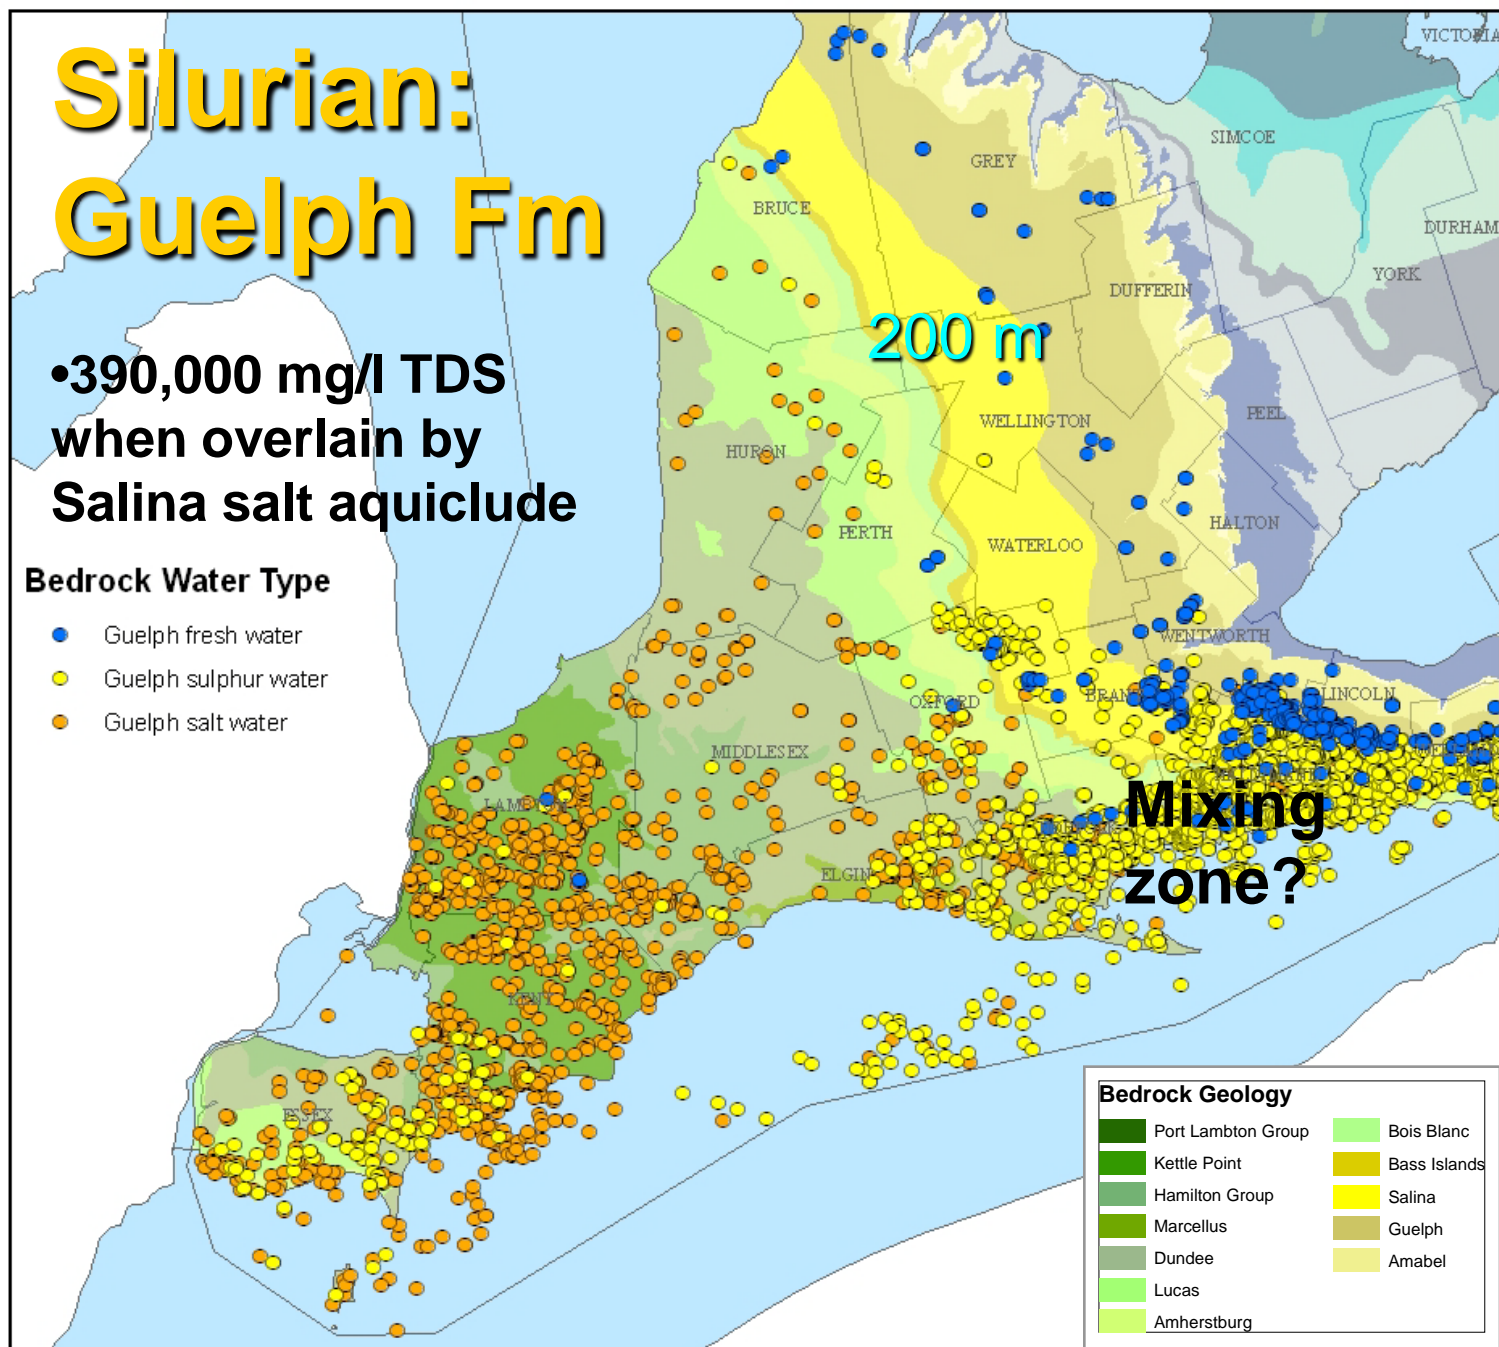 Silurian:
Guelph Fm
•390,000 mg/l TDS
when overlain by
Salina salt aquiclude
Bedrock Water Type
Guelph fresh water
Guelph sulphur water
Guelph salt water
VICTORIA
SIMCOE
GREY
BRUCE
DURHAM
YORK
DUFFERIN
200 m
PEEL
WELLINGTON
HURON
HALTON
PERTH
WATERLOO
WENTWORTH
LINCOLN
OXFORD
BRANT
MIDDLESEX
LAMBTON
Mixing
zone?
ELGIN
KENT
ESSEX
Bedrock Geology
Port Lambton Group
Kettle Point
Hamilton Group
Marcellus
Dundee
Lucas
Amherstburg
Bois Blanc
Bass Islands
Salina
Guelph
Amabel